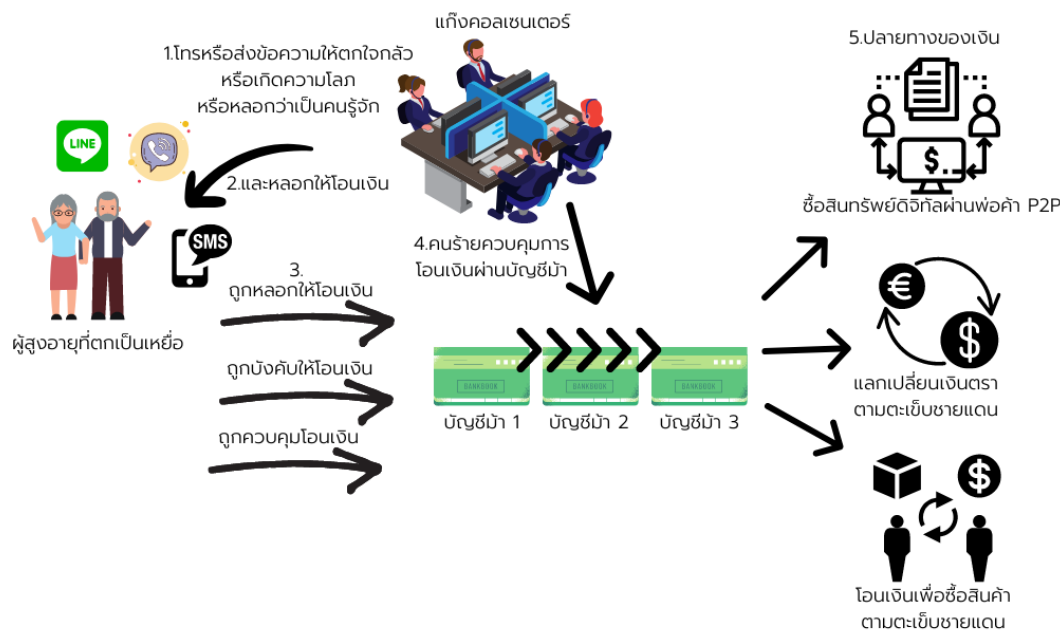 แก๊งคอลเซนเตอร์
1.โทรหรือส่งข้อความให้ตกใจกลัว
หรือเกิดความโลภ
หรือหลอกว่าเป็นคนรู้จัก
LINE
2.และหลอกให้โอนเงิน
SMS
ผู้สูงอายุที่ตกเป็นเหยื่อ
3.
ถูกหลอกให้โอนเงิน
ถูกบังคับให้โอนเงิน
ถูกควบคุมโอนเงิน
4.คนร้ายควบคุมการ
โอนเงินผ่านบัญชีม้า
BANKBOOK
BANKBOOK
BANKBOOK
บัญชีม้า 1
บัญชีม้า 2
บัญชีม้า 3
5.ปลายทางของเงิน
$
ซื้อสินทรัพย์ดิจิทัลผ่านพ่อค้า P2P
€
$
แลกเปลี่ยนเงินตรา
ตามตะเข็บชายแดน
$
โอนเงินเพื่อซื้อสินค้า
ตามตะเข็บชายแดน